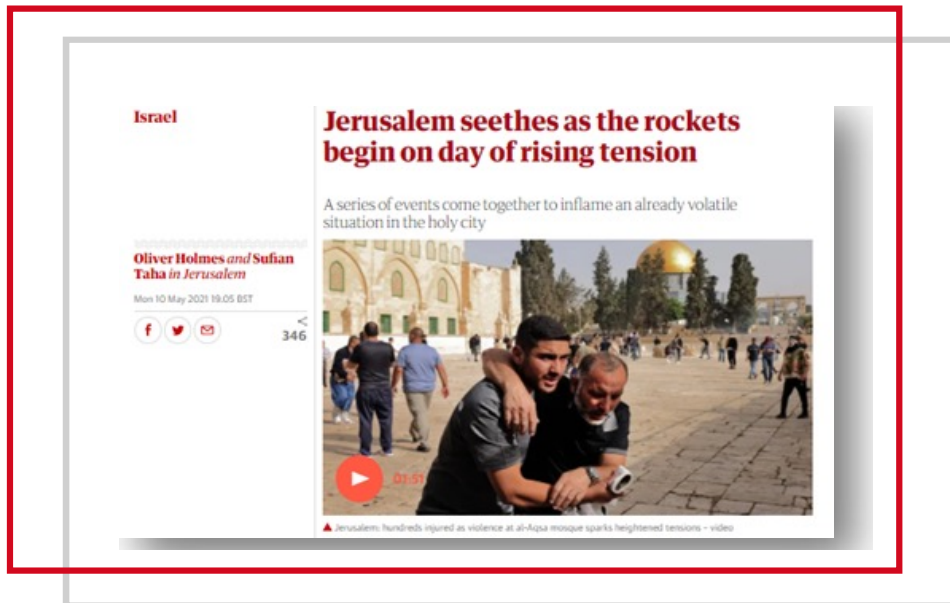 Israel
Jerusalem seethes as the rockets
begin on day of rising tension
A series of events come together to inflame an already volatile
situation in the holy city
Oliver Holmes and Sufian
Taha in Jerusalem
Mon 10 May 2021 19.05 BST
346
01:51
Jerusalem: hundreds injured as violence at al-Aqsa mosque sparks heightened tensions – video